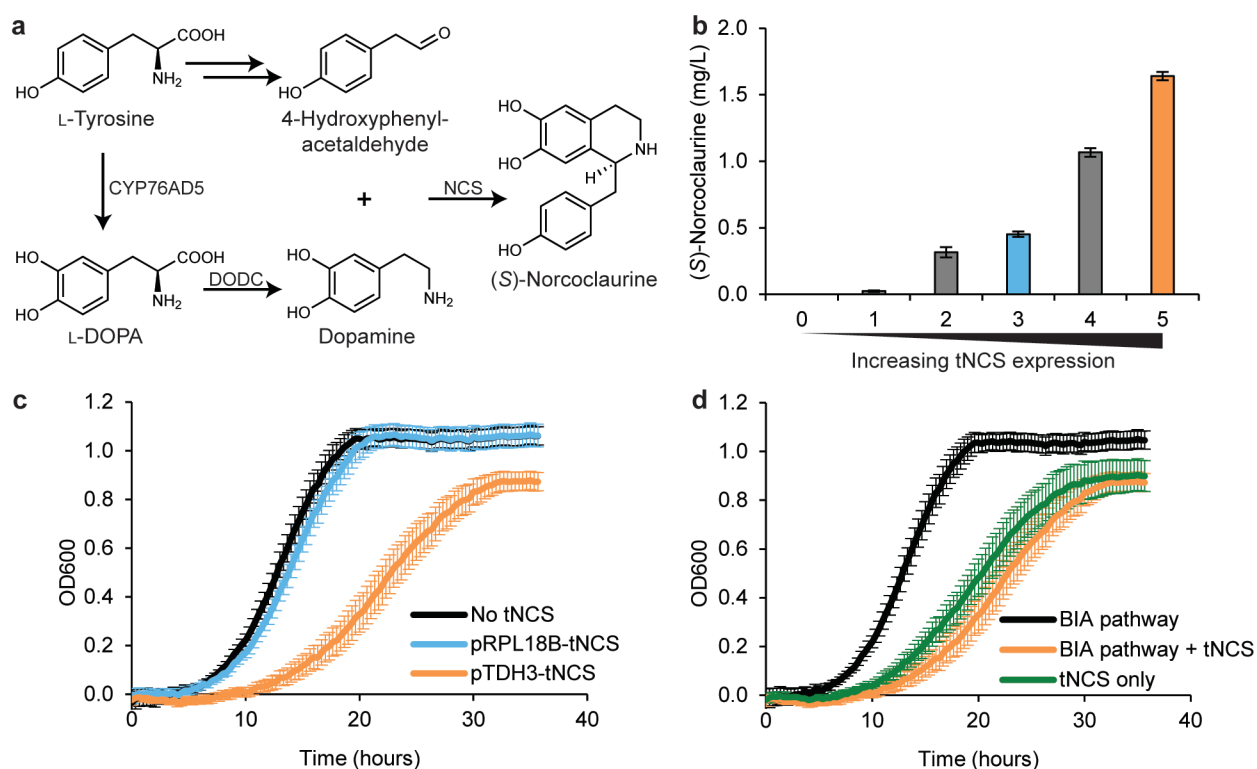 a
COOH
NH2
HO
L-Tyrosine
O
HO
4-Hydroxyphenyl-
acetaldehyde
CYP76AD5
+
NCS
HO
HO
NH
H
HO
(S)-Norcoclaurine
HO
HO
COOH
NH2
L-DOPA
DODC
HO
HO
NH2
Dopamine
b
(S)-Norcoclaurine (mg/L)
2.0
1.5
1.0
0.5
0.0
0 1 2 3 4 5
Increasing tNCS expression
c
OD600
1.2
1.0
0.8
0.6
0.4
0.2
0.0
No tNCS
pRPL18B-tNCS
pTDH3-tNCS
0 10 20 30 40
Time (hours)
d
OD600
1.2
1.0
0.8
0.6
0.4
0.2
0.0
BIA pathway
BIA pathway + tNCS
tNCS only
0 10 20 30 40
Time (hours)